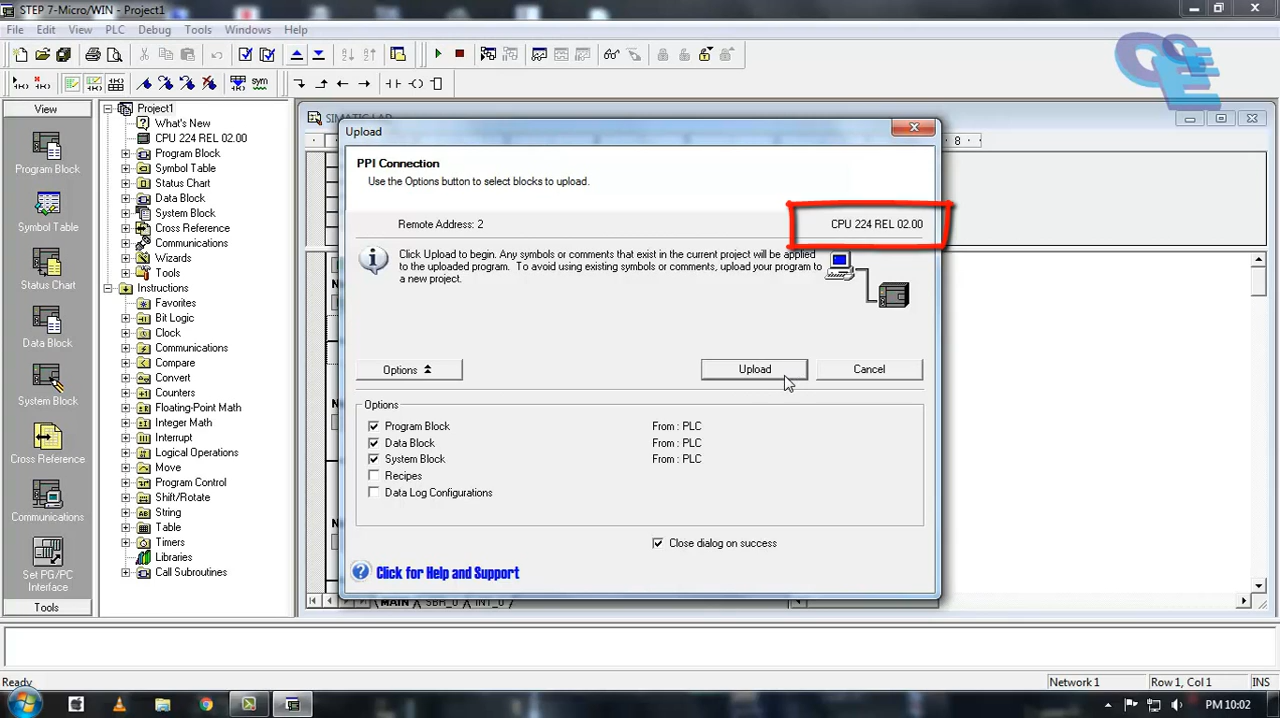 STEP 7-Micro/WIN - Project1
File Edit View PLC Debug Tools Windows Help
View
Program Block
Symbol Table
Status Chart
Data Block
System Block
Cross Reference
Communications
Set PG/PC
Interface
Tools
Project1
What's New
CPU 224 REL 02.00
Program Block
Symbol Table
Status Chart
Data Block
System Block
Cross Reference
Communications
Wizards
Tools
Instructions
Favorites
Bit Logic
Clock
Communications
Compare
Convert
Counters
Floating-Point Math
Integer Math
Interrupt
Logical Operations
Move
Program Control
Shift/Rotate
String
Table
Timers
Libraries
Call Subroutines
Upload
PPI Connection
Use the Options button to select blocks to upload.
Remote Address: 2 CPU 224 REL 02.00
Click Upload to begin. Any symbols or comments that exist in the current project will be applied
to the uploaded program. To avoid using existing symbols or comments, upload your program to
a new project.
Options Upload Cancel
Options
Program Block From : PLC
Data Block From : PLC
System Block From : PLC
Recipes
Data Log Configurations
Close dialog on success
Click for Help and Support
8
MAIN SBR_0 INT_0
Ready Network 1 Row 1, Col 1 INS
PM 10:02